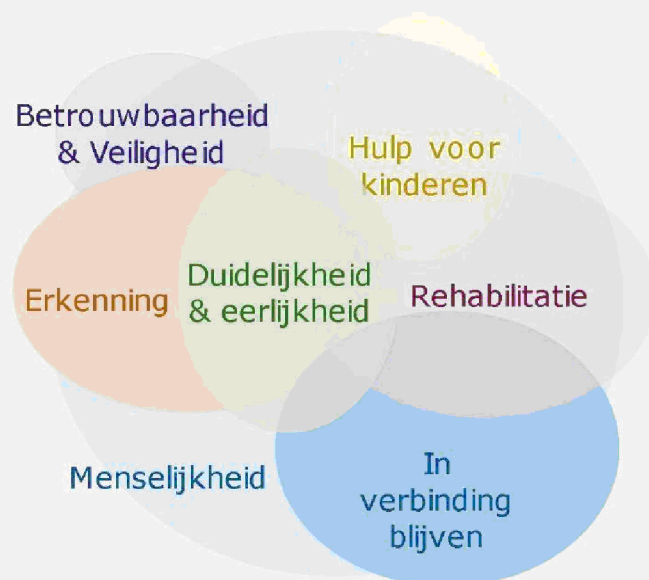 Betrouwbaarheid
& Veiligheid
Hulp voor
kinderen
Erkenning
Duidelijkheid
& eerlijkheid
Rehabilitatie
Menselijkheid
In
verbinding
blijven